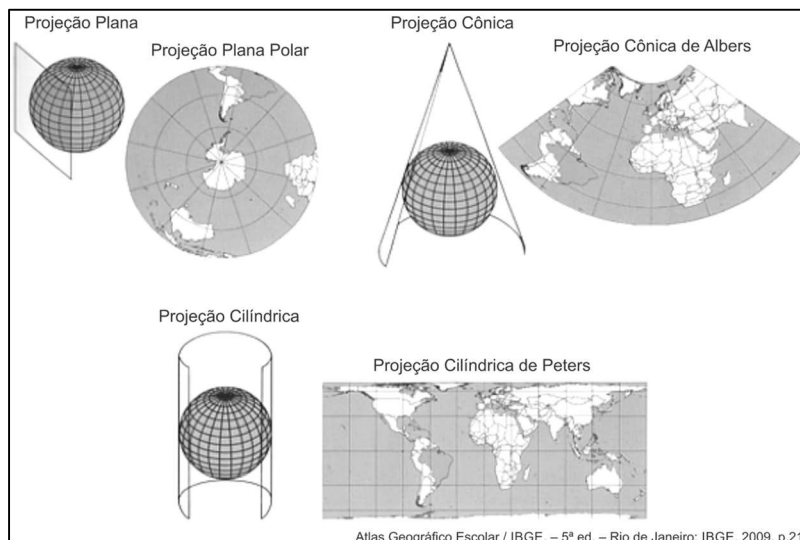 Projeção Plana
Projeção Plana Polar
Projeção Cônica
Projeção Cônica de Albers
Projeção Cilíndrica
Projeção Cilíndrica de Peters
Atlas Geográfico Escolar / IBGE. – 5ª ed. – Rio de Janeiro: IBGE, 2009, p.21